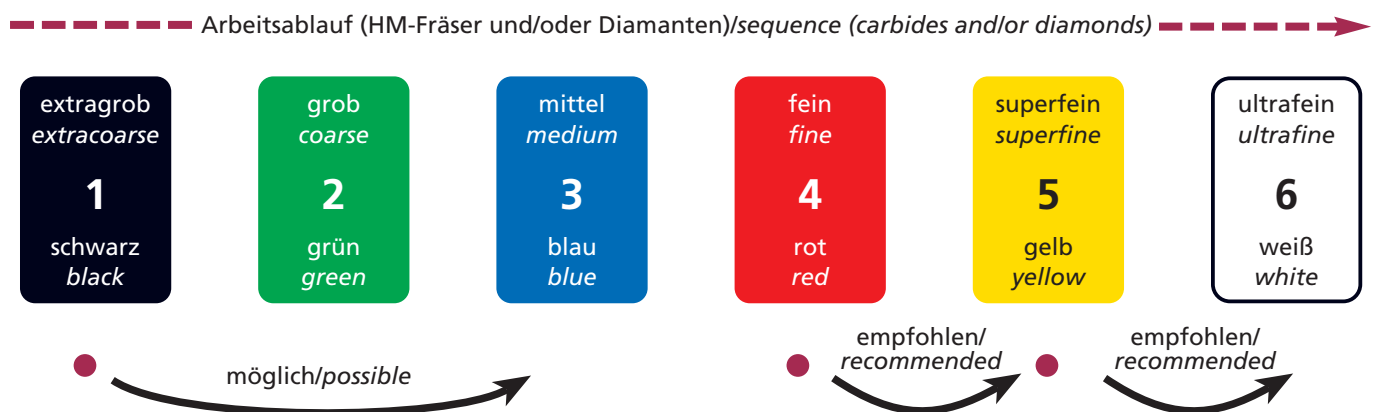 Arbeitsablauf (HM-Fräser und/oder Diamanten)/sequence (carbides and/or diamonds)
extragrob
extracoarse
1
schwarz
black
grob
coarse
2
grün
green
mittel
medium
3
blau
blue
fein
fine
4
rot
red
superfein
superfine
5
gelb
yellow
ultrafein
ultrafine
6
weiß
white
möglich/possible
empfohlen/
recommended
empfohlen/
recommended